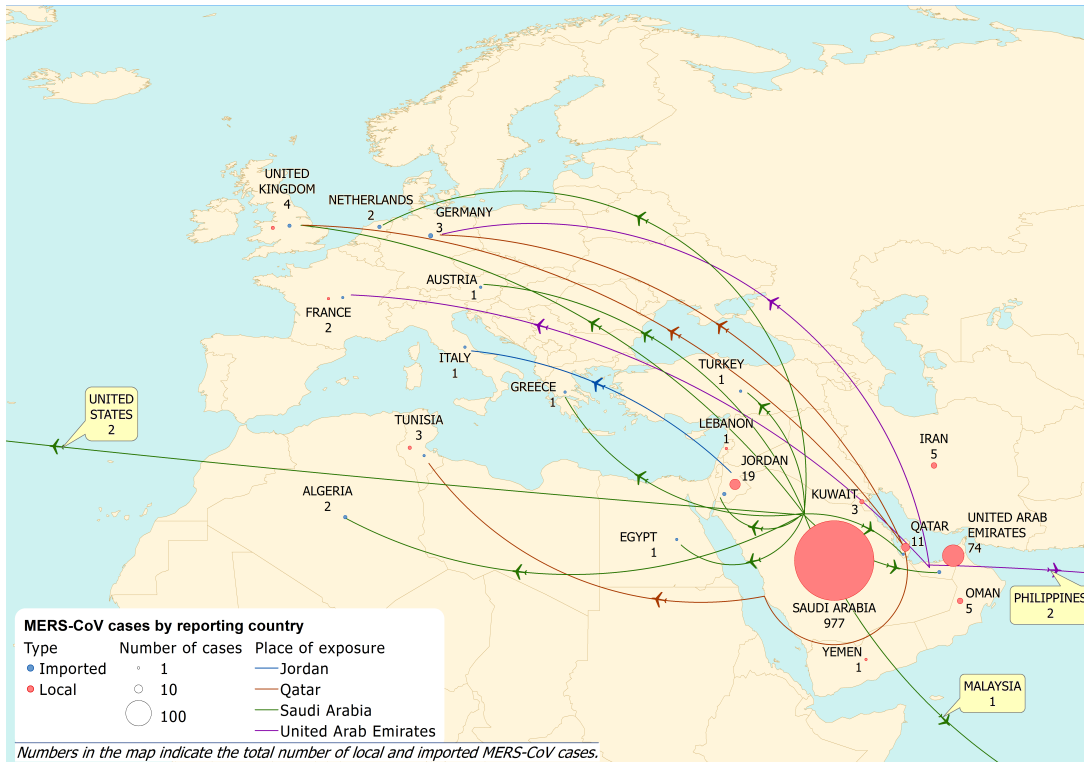 UNITED
KINGDOM
4
NETHERLANDS
2
GERMANY
3
AUSTRIA
1
FRANCE
2
ITALY
1
GREECE
1
TURKEY
1
UNITED
STATES
2
TUNISIA
3
LEBANON
1
JORDAN
19
IRAN
5
ALGERIA
2
KUWAIT
3
EGYPT
1
QATAR
11
UNITED ARAB
EMIRATES
74
SAUDI ARABIA
977
OMAN
5
PHILIPPINES
2
YEMEN
1
MALAYSIA
1
MERS-CoV cases by reporting country
Type
Imported
Local
Number of cases
1
10
100
Place of exposure
Jordan
Qatar
Saudi Arabia
United Arab Emirates
Numbers in the map indicate the total number of local and imported MERS-CoV cases.